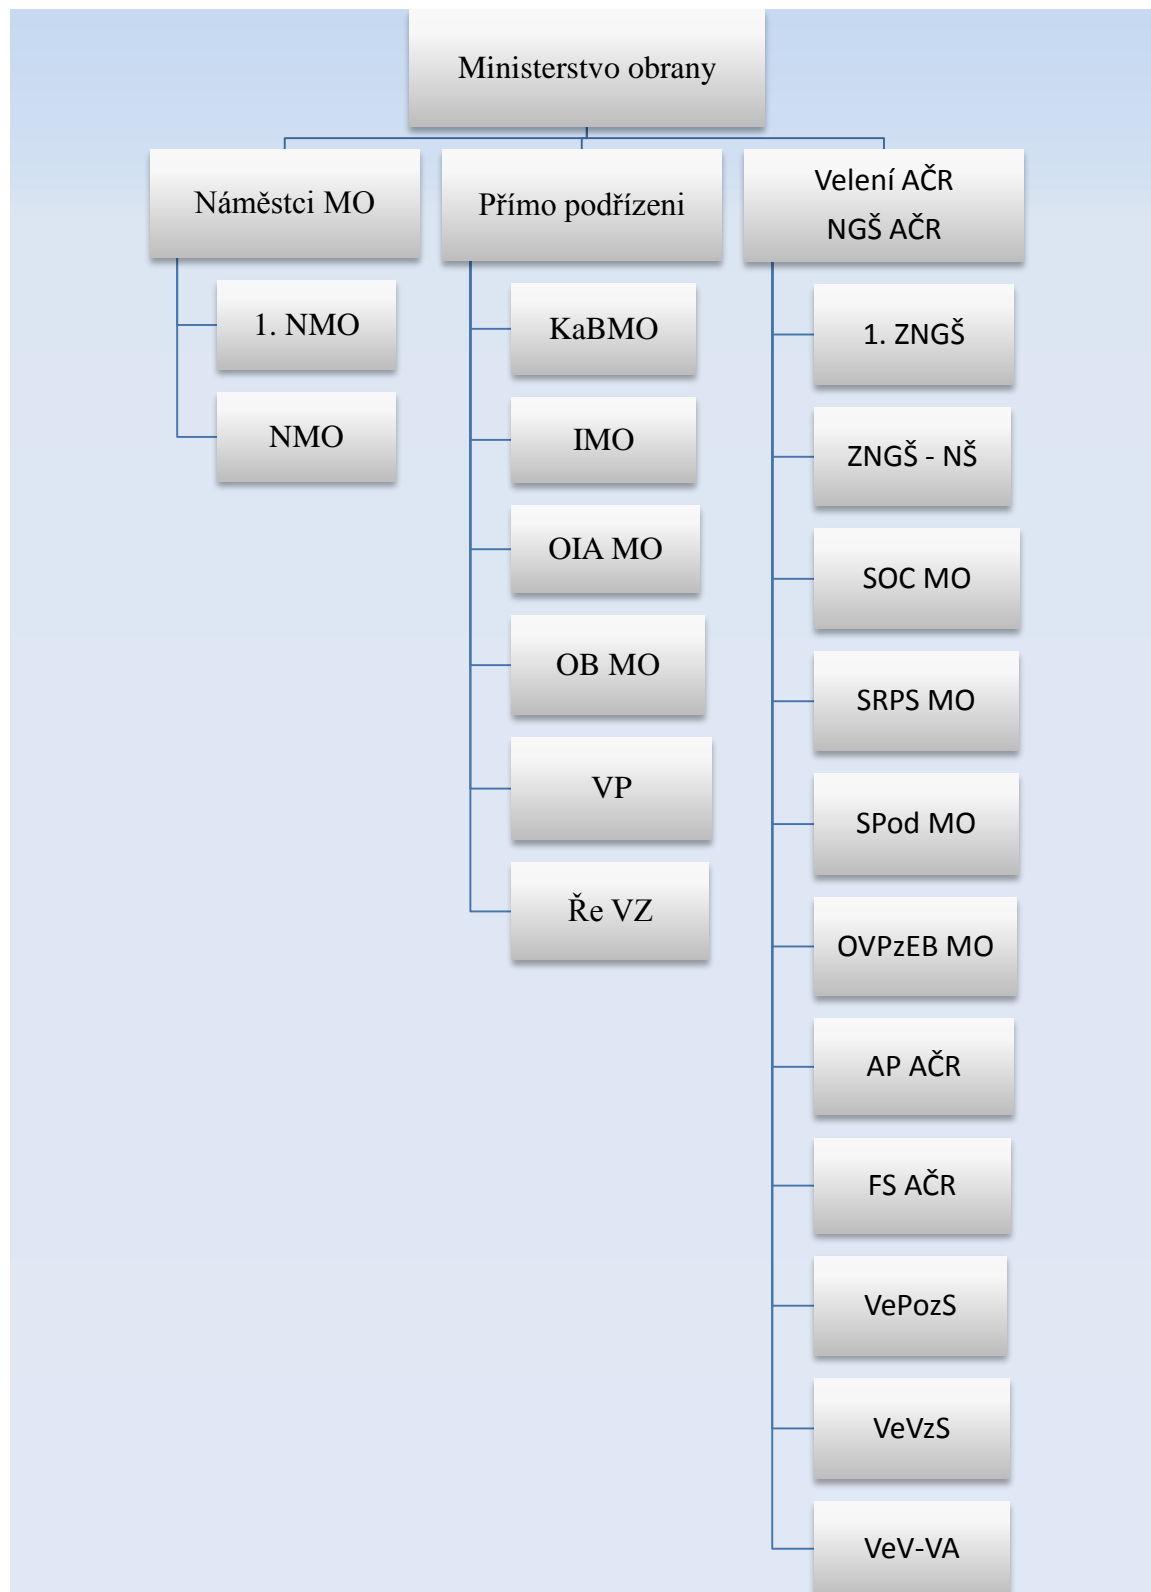 Ministerstvo obrany
Náměstci MO
1. NMO
NMO
Přímo podřízeni
KaBMO
IMO
OIA MO
OB MO
VP
Ře VZ
Velení AČR
NGŠ AČR
1. ZNGŠ
ZNGŠ - NŠ
SOC MO
SRPS MO
SPod MO
OVPzEB MO
AP AČR
FS AČR
VePozS
VeVzS
VeV-VA